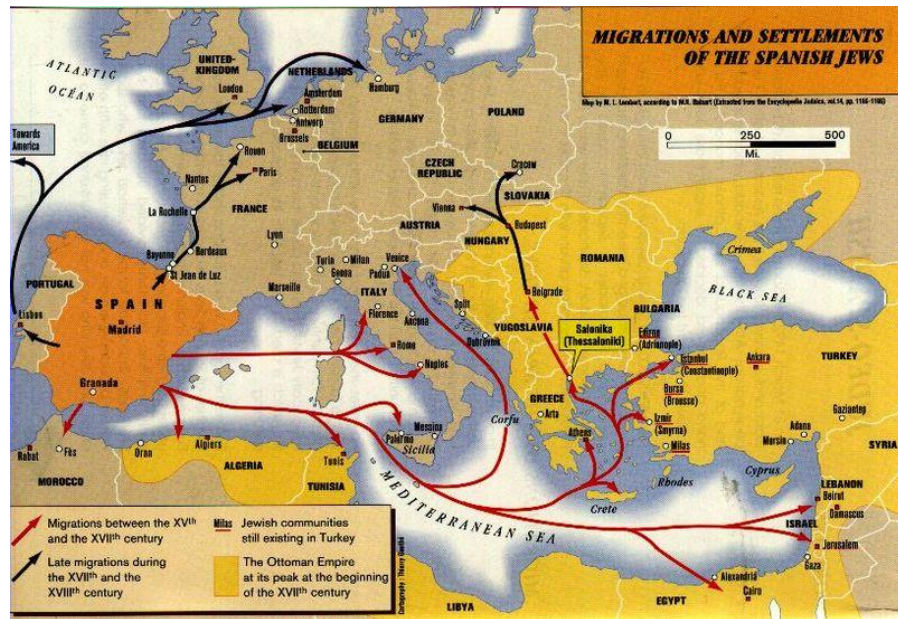 MIGRATIONS AND SETTLEMENTS
OF THE SPANISH JEWS
0 250 500
Mi.
ATLANTIC
OCÉAN
UNITED-
KINGDOM
London
NETHERLANDS
Amsterdam
Rotterdam
Antwerp
Brussels
BELGIUM
Hamburg
GERMANY
POLAND
Towards
America
Rouen
Paris
Nantes
La Rochelle
FRANCE
CZECH
REPUBLIC
Cracow
SLOVAKIA
Vienna
AUSTRIA
Budapest
HUNGARY
Lyon
Bordeaux
Bayonne
St Jean de Luz
Turin
Milan
Venice
Padua
Genoa
ROMANIA
Crimea
PORTUGAL
Lisbon
SPAIN
Madrid
Granada
Marseille
ITALY
Florence
Ancona
Split
Dubrovnik
Belgrade
YUGOSLAVIA
BULGARIA
BLACK SEA
Rome
Naples
Salonika
(Thessaloniki)
Edirne
(Adrianople)
Istanbul
(Constantinople)
Ankara
TURKEY
Bursa
(Brousse)
GREECE
Arta
Izmir
(Smyrna)
Gaziantep
Athens
Milas
Adana
Mersin
Messina
Palermo
Sicilia
Corfu
Rabat
Fès
Oran
Algiers
Tunis
MOROCCO
ALGERIA
TUNISIA
MEDITERRANEAN SEA
Crete
Rhodes
Cyprus
SYRIA
LEBANON
Beirut
Damascus
ISRAEL
Jerusalem
Gaza
Alexandria
Cairo
EGYPT
LIBYA
Migrations between the XVth
and the XVIIth century
Late migrations during
the XVIIth and the
XVIIIth century
Milas
Jewish communities
still existing in Turkey
The Ottoman Empire
at its peak at the beginning
of the XVIIth century